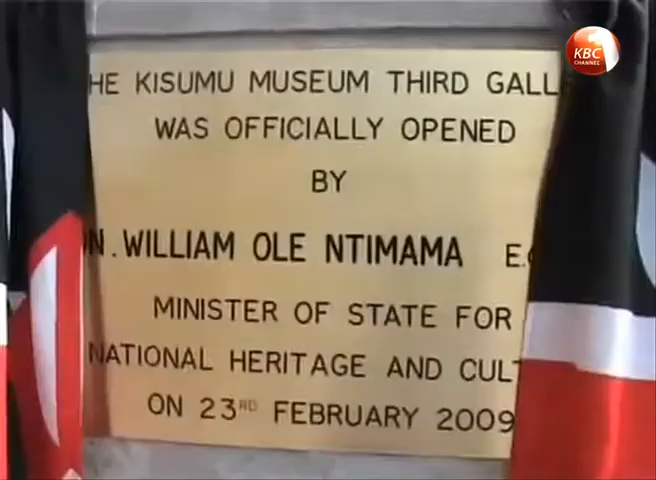 KBC 1
CHANNEL
HE KISUMU MUSEUM THIRD GALL
WAS OFFICIALLY OPENED
BY
N. WILLIAM OLE NTIMAMA E.
MINISTER OF STATE FOR
NATIONAL HERITAGE AND CULT
ON 23RD FEBRUARY 2009